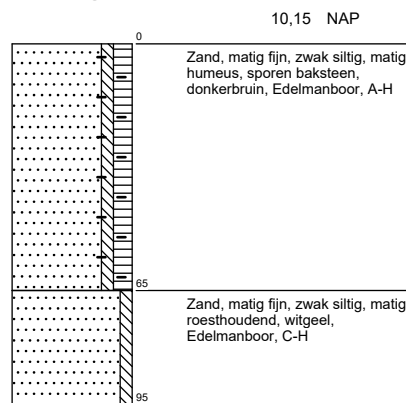 10,15 NAP
0
Zand, matig fijn, zwak siltig, matig
humeus, sporen baksteen,
donkerbruin, Edelmanboor, A-H
65
Zand, matig fijn, zwak siltig, matig
roesthoudend, witgeel,
Edelmanboor, C-H
95